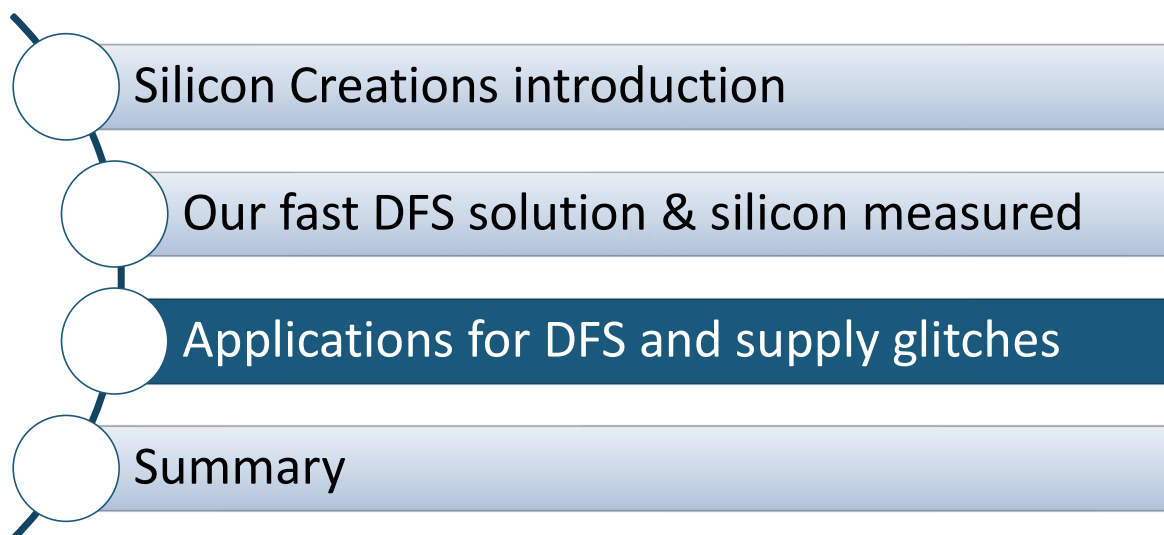 Silicon Creations introduction
Our fast DFS solution & silicon measured
Applications for DFS and supply glitches
Summary